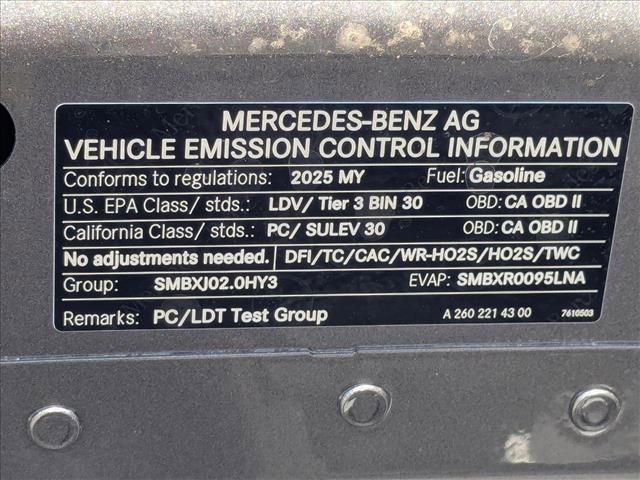 MERCEDES-BENZ AG
VEHICLE EMISSION CONTROL INFORMATION
Conforms to regulations: 2025 MY Fuel: Gasoline
U.S. EPA Class/ stds.: LDV/ Tier 3 BIN 30 OBD: CA OBD II
California Class/ stds.: PC/ SULEV 30 OBD: CA OBD II
No adjustments needed. DFI/TC/CAC/WR-HO2S/HO2S/TWC
Group: SMBXJ02.0HY3 EVAP: SMBXR0095LNA
Remarks: PC/LDT Test Group A 260 221 43 00 7610503